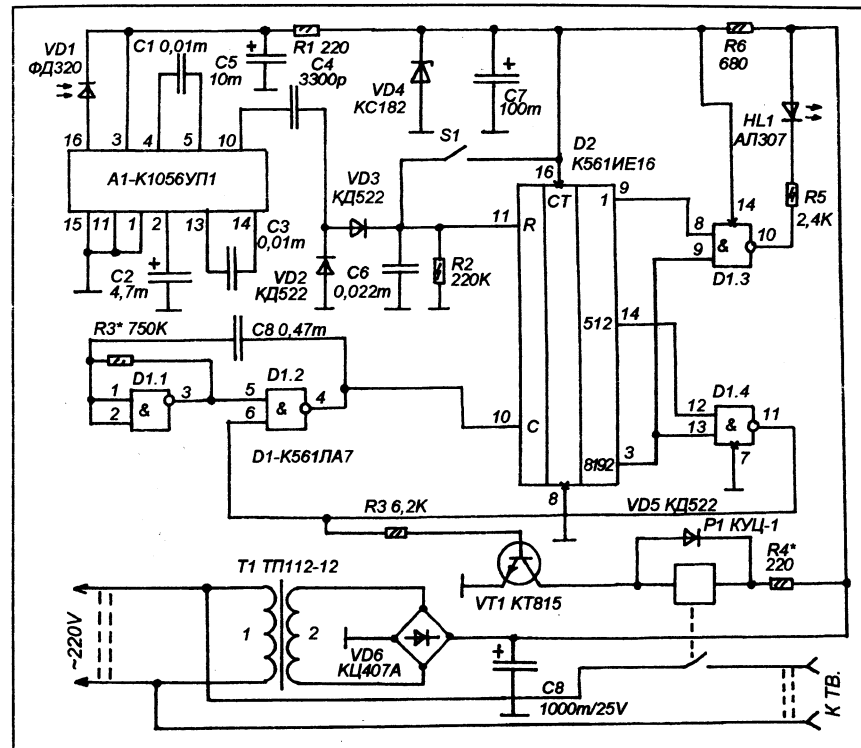 VD1
ФД320
C1 0,01m
C5
10m
R1 220
C4
3300p
VD4
КС182
C7
100m
R6
680
HL1
АЛ307
S1
D2
К561ИЕ16
16 3 4 5 10
A1-К1056УП1
15 11 1 2 13 14
C3
0,01m
C2
4,7m
VD3
КД522
VD2
КД522
C6
0,022m
R2
220K
16
CT
11 R
9
1
14
8
9
&
10
D1.3
R5
2,4K
14
512
R3* 750K
C8 0,47m
D1.1
1
2
&
3
D1.2
5
6
&
4
10 C
8192
3
8
D1.4
12
13
&
11
7
D1-К561ЛА7
R3 6,2K
VD5 КД522
P1 КУЦ-1
R4*
220
VT1 КТ815
T1 ТП112-12
~220V
1
2
VD6
КЦ407А
C8
1000m/25V
К ТВ.